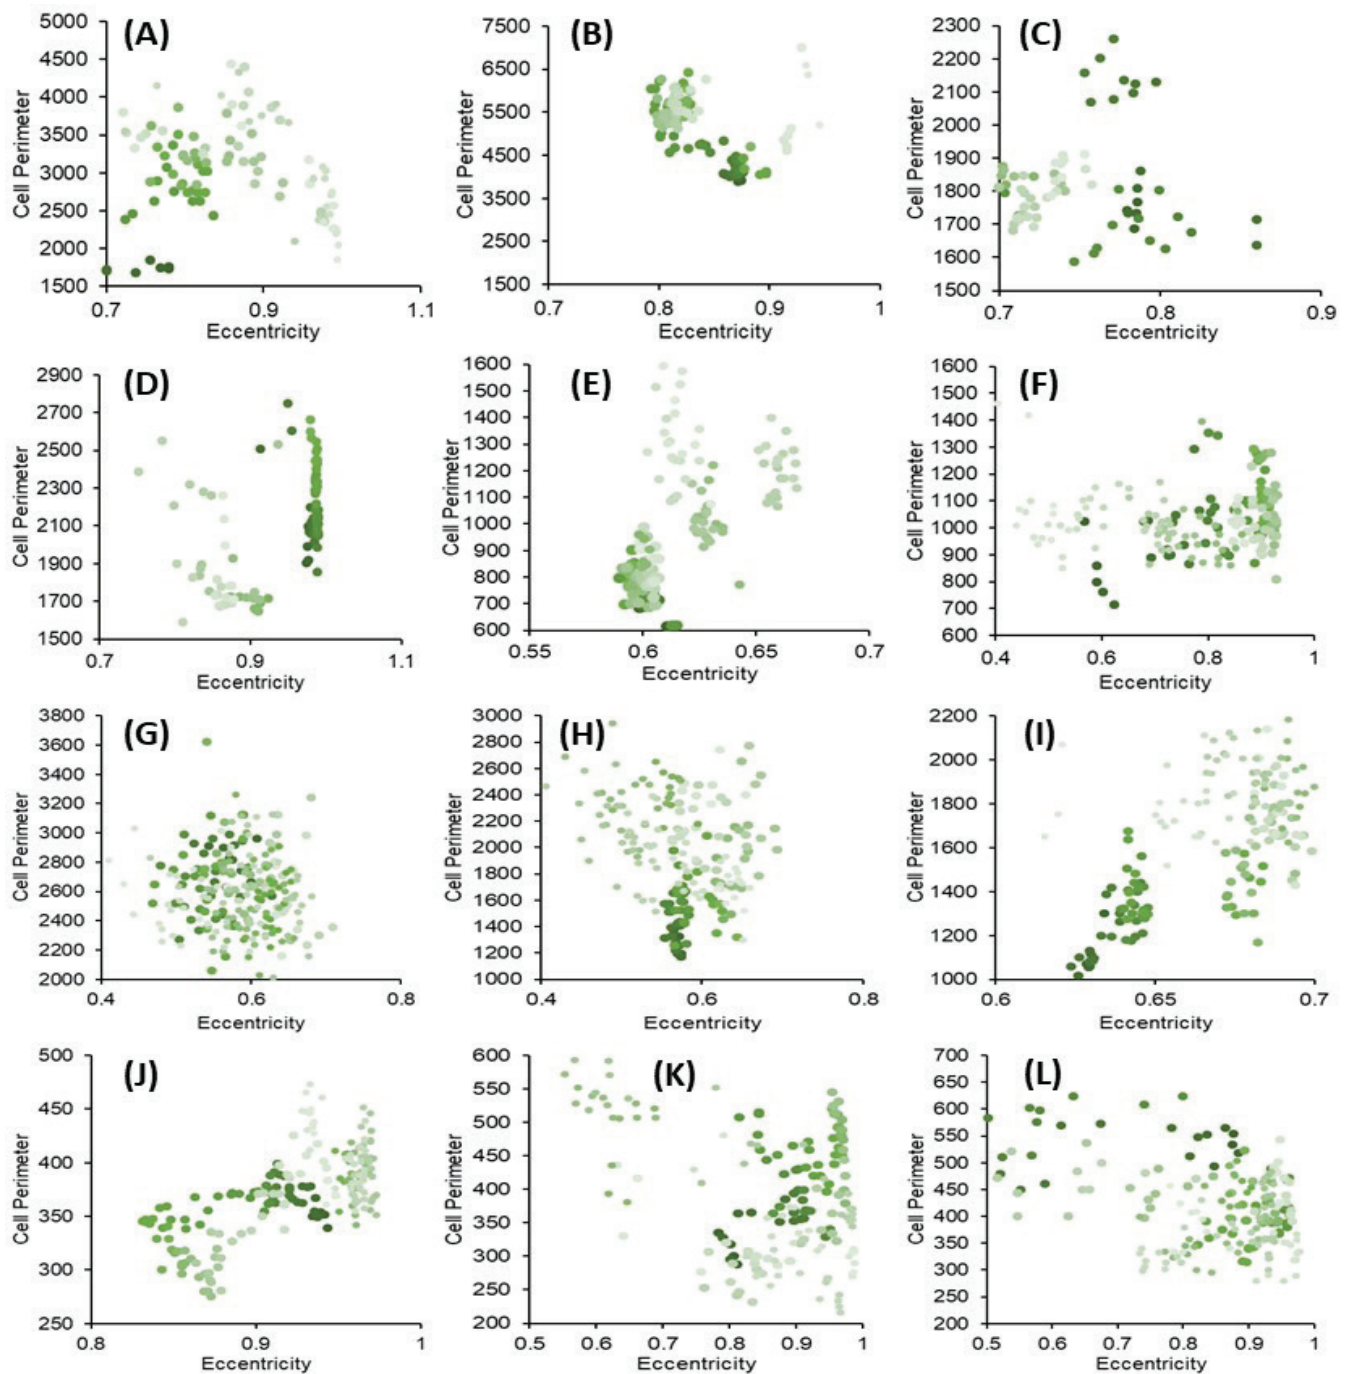 (A)
Cell Perimeter
5000
4500
4000
3500
3000
2500
2000
1500
0.7 0.9 1.1
Eccentricity
(B)
Cell Perimeter
7500
6500
5500
4500
3500
2500
1500
0.7 0.8 0.9 1
Eccentricity
(C)
Cell Perimeter
2300
2200
2100
2000
1900
1800
1700
1600
1500
0.7 0.8 0.9
Eccentricity
(D)
Cell Perimeter
2900
2700
2500
2300
2100
1900
1700
1500
0.7 0.9 1.1
Eccentricity
(E)
Cell Perimeter
1600
1500
1400
1300
1200
1100
1000
900
800
700
600
0.55 0.6 0.65 0.7
Eccentricity
(F)
Cell Perimeter
1600
1500
1400
1300
1200
1100
1000
900
800
700
600
0.4 0.6 0.8 1
Eccentricity
(G)
Cell Perimeter
3800
3600
3400
3200
3000
2800
2600
2400
2200
2000
0.4 0.6 0.8
Eccentricity
(H)
Cell Perimeter
3000
2800
2600
2400
2200
2000
1800
1600
1400
1200
1000
0.4 0.6 0.8
Eccentricity
(I)
Cell Perimeter
2200
2000
1800
1600
1400
1200
1000
0.6 0.65 0.7
Eccentricity
(J)
Cell Perimeter
500
450
400
350
300
250
0.8 0.9 1
Eccentricity
(K)
Cell Perimeter
600
550
500
450
400
350
300
250
200
0.5 0.6 0.7 0.8 0.9 1
Eccentricity
(L)
Cell Perimeter
700
650
600
550
500
450
400
350
300
250
200
0.5 0.6 0.7 0.8 0.9 1
Eccentricity